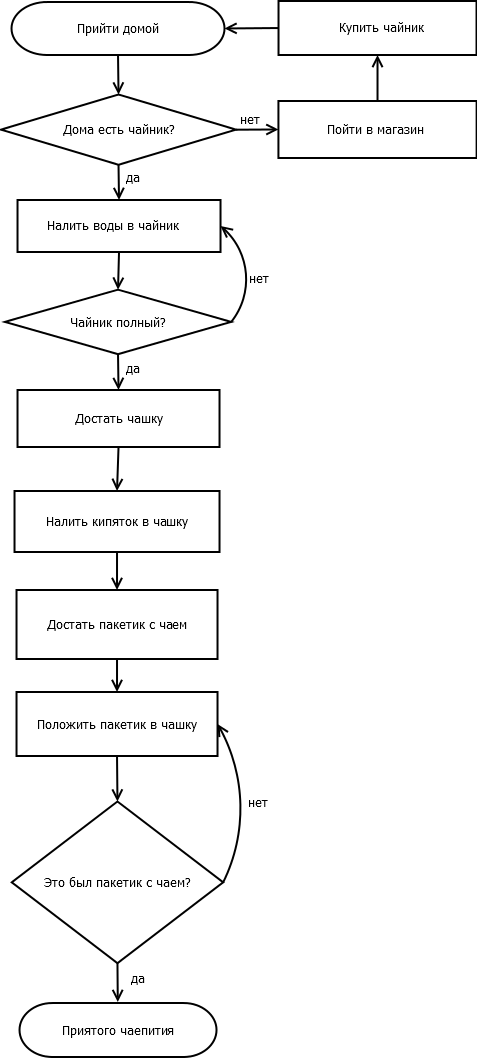 Прийти домой
Купить чайник
Дома есть чайник?
нет
Пойти в магазин
да
Налить воды в чайник
нет
Чайник полный?
да
Достать чашку
Налить кипяток в чашку
Достать пакетик с чаем
Положить пакетик в чашку
нет
Это был пакетик с чаем?
да
Приятого чаепития